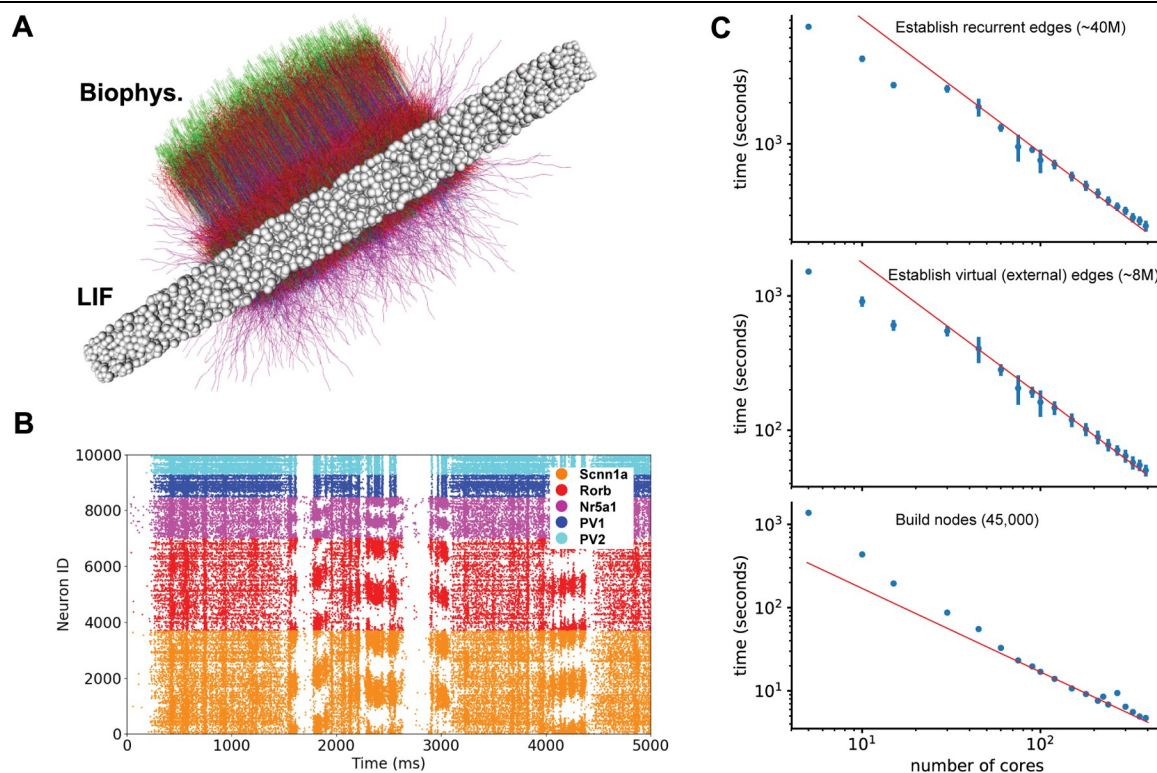 A
Biophys.
LIF
B
Neuron ID
10000
8000
6000
4000
2000
0
Scnn1a
Rorb
Nr5a1
PV1
PV2
0 1000 2000 3000 4000 5000
Time (ms)
C
Establish recurrent edges (~40M)
time (seconds)
10³
Establish virtual (external) edges (~8M)
time (seconds)
10³
10²
Build nodes (45,000)
time (seconds)
10³
10²
10¹
10¹ 10²
number of cores